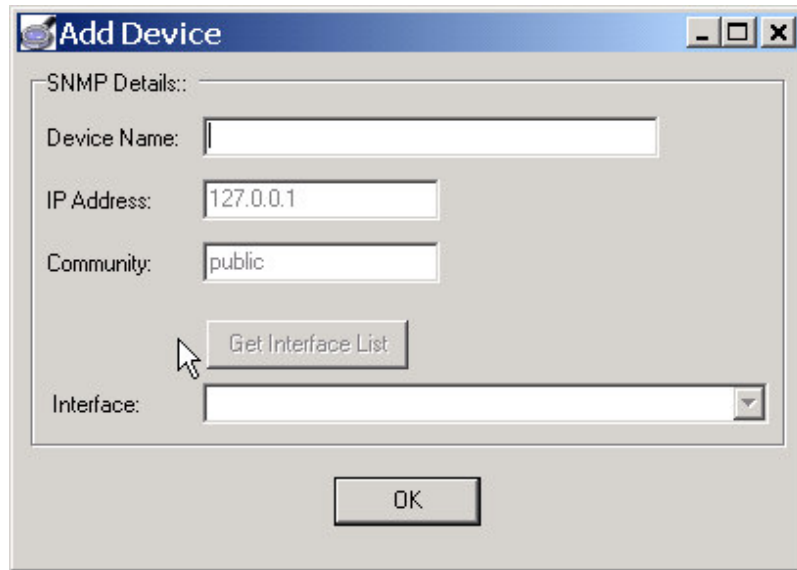 Add Device
SNMP Details::
Device Name:
IP Address: 127.0.0.1
Community: public
Get Interface List
Interface:
OK